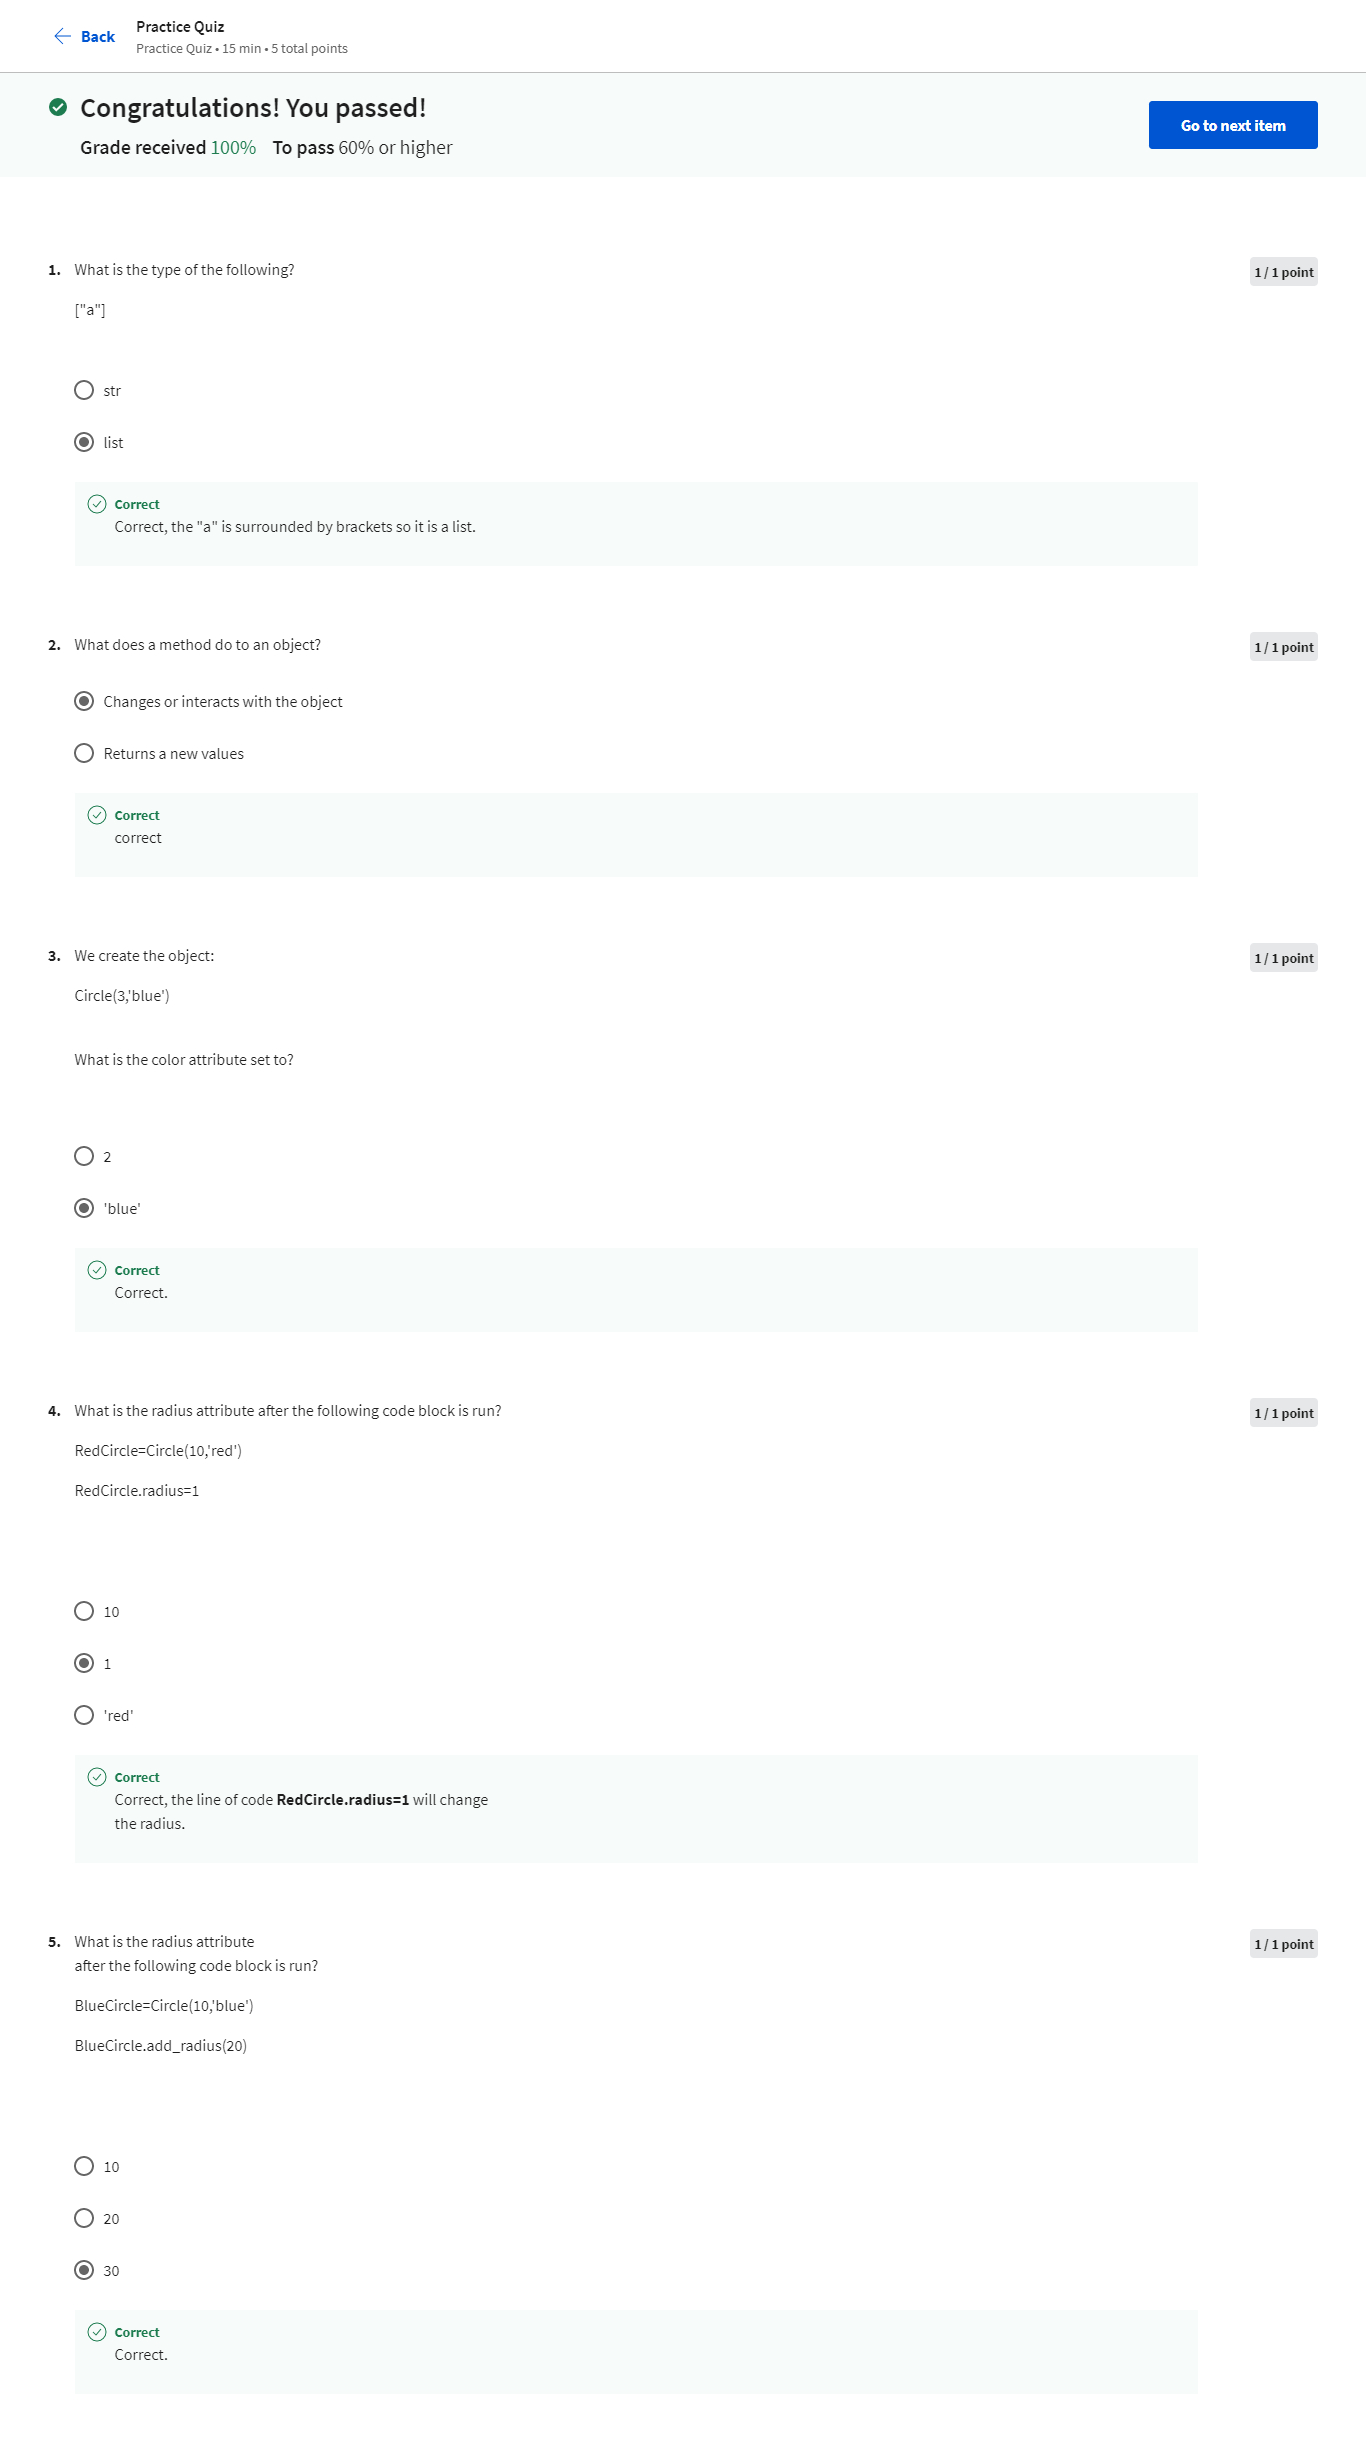 Back
Practice Quiz
Practice Quiz • 15 min • 5 total points
Congratulations! You passed!
Grade received 100% To pass 60% or higher
Go to next item
1. What is the type of the following?
1 / 1 point
["a"]
str
list
Correct
Correct, the "a" is surrounded by brackets so it is a list.
2. What does a method do to an object?
1 / 1 point
Changes or interacts with the object
Returns a new values
Correct
correct
3. We create the object:
1 / 1 point
Circle(3,'blue')
What is the color attribute set to?
2
'blue'
Correct
Correct.
4. What is the radius attribute after the following code block is run?
1 / 1 point
RedCircle=Circle(10,'red')
RedCircle.radius=1
10
1
'red'
Correct
Correct, the line of code RedCircle.radius=1 will change
the radius.
5. What is the radius attribute
1 / 1 point
after the following code block is run?
BlueCircle=Circle(10,'blue')
BlueCircle.add_radius(20)
10
20
30
Correct
Correct.